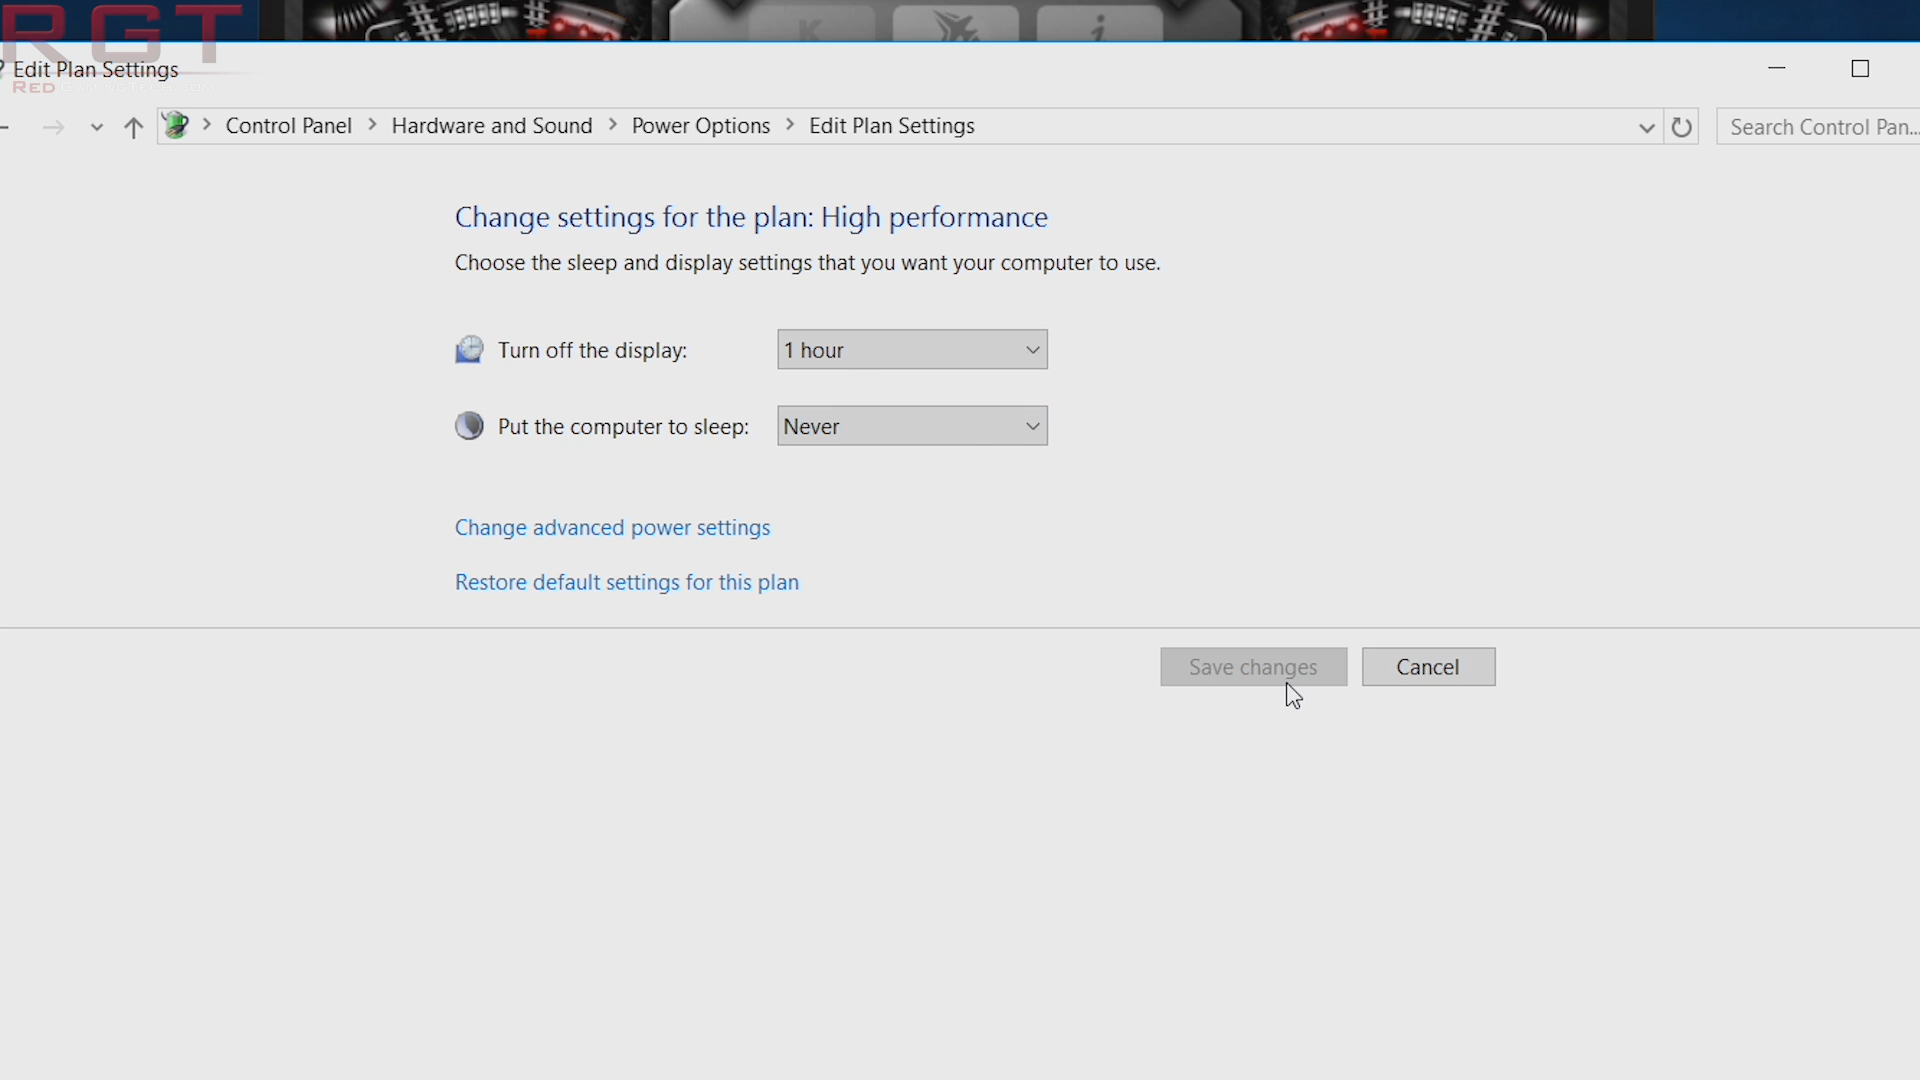 RGT
Edit Plan Settings
RED
Control Panel > Hardware and Sound > Power Options > Edit Plan Settings
Search Control Pan...
Change settings for the plan: High performance
Choose the sleep and display settings that you want your computer to use.
Turn off the display: 1 hour
Put the computer to sleep: Never
Change advanced power settings
Restore default settings for this plan
Save changes Cancel